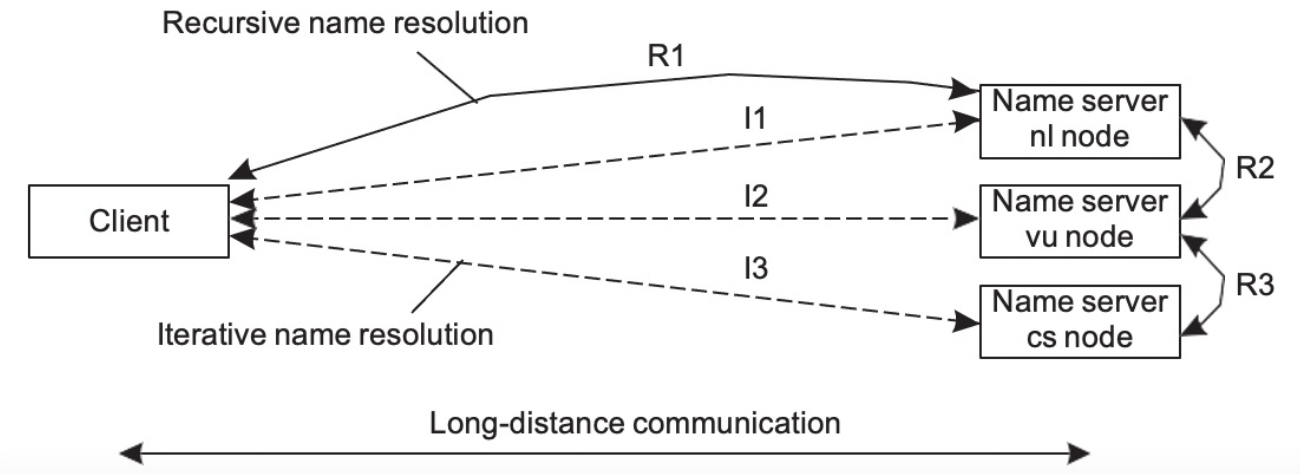 Recursive name resolution
R1
Name server
nl node
I1
R2
I2
Name server
vu node
Client
I3
R3
Name server
cs node
Iterative name resolution
Long-distance communication